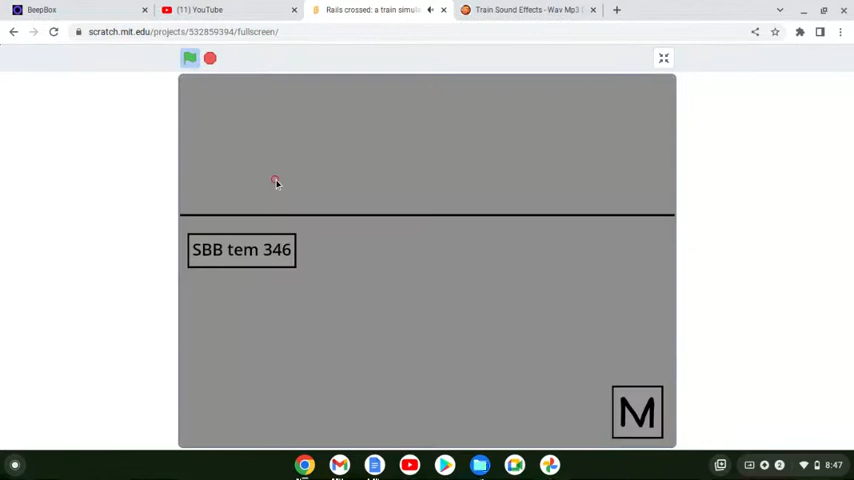 BeepBox
(11) YouTube
Rails crossed: a train simula
Train Sound Effects - Wav Mp3
scratch.mit.edu/projects/532859394/fullscreen/
SBB tem 346
M
2
8:47